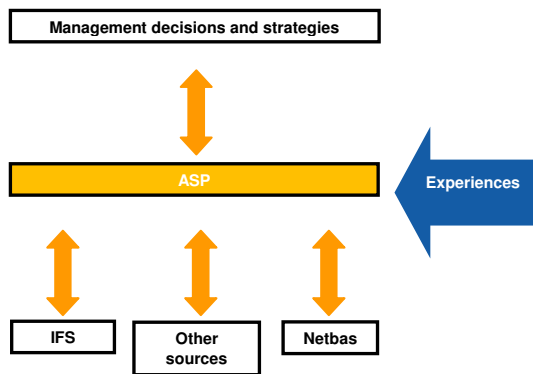 Management decisions and strategies
ASP
Experiences
IFS
Other
sources
Netbas